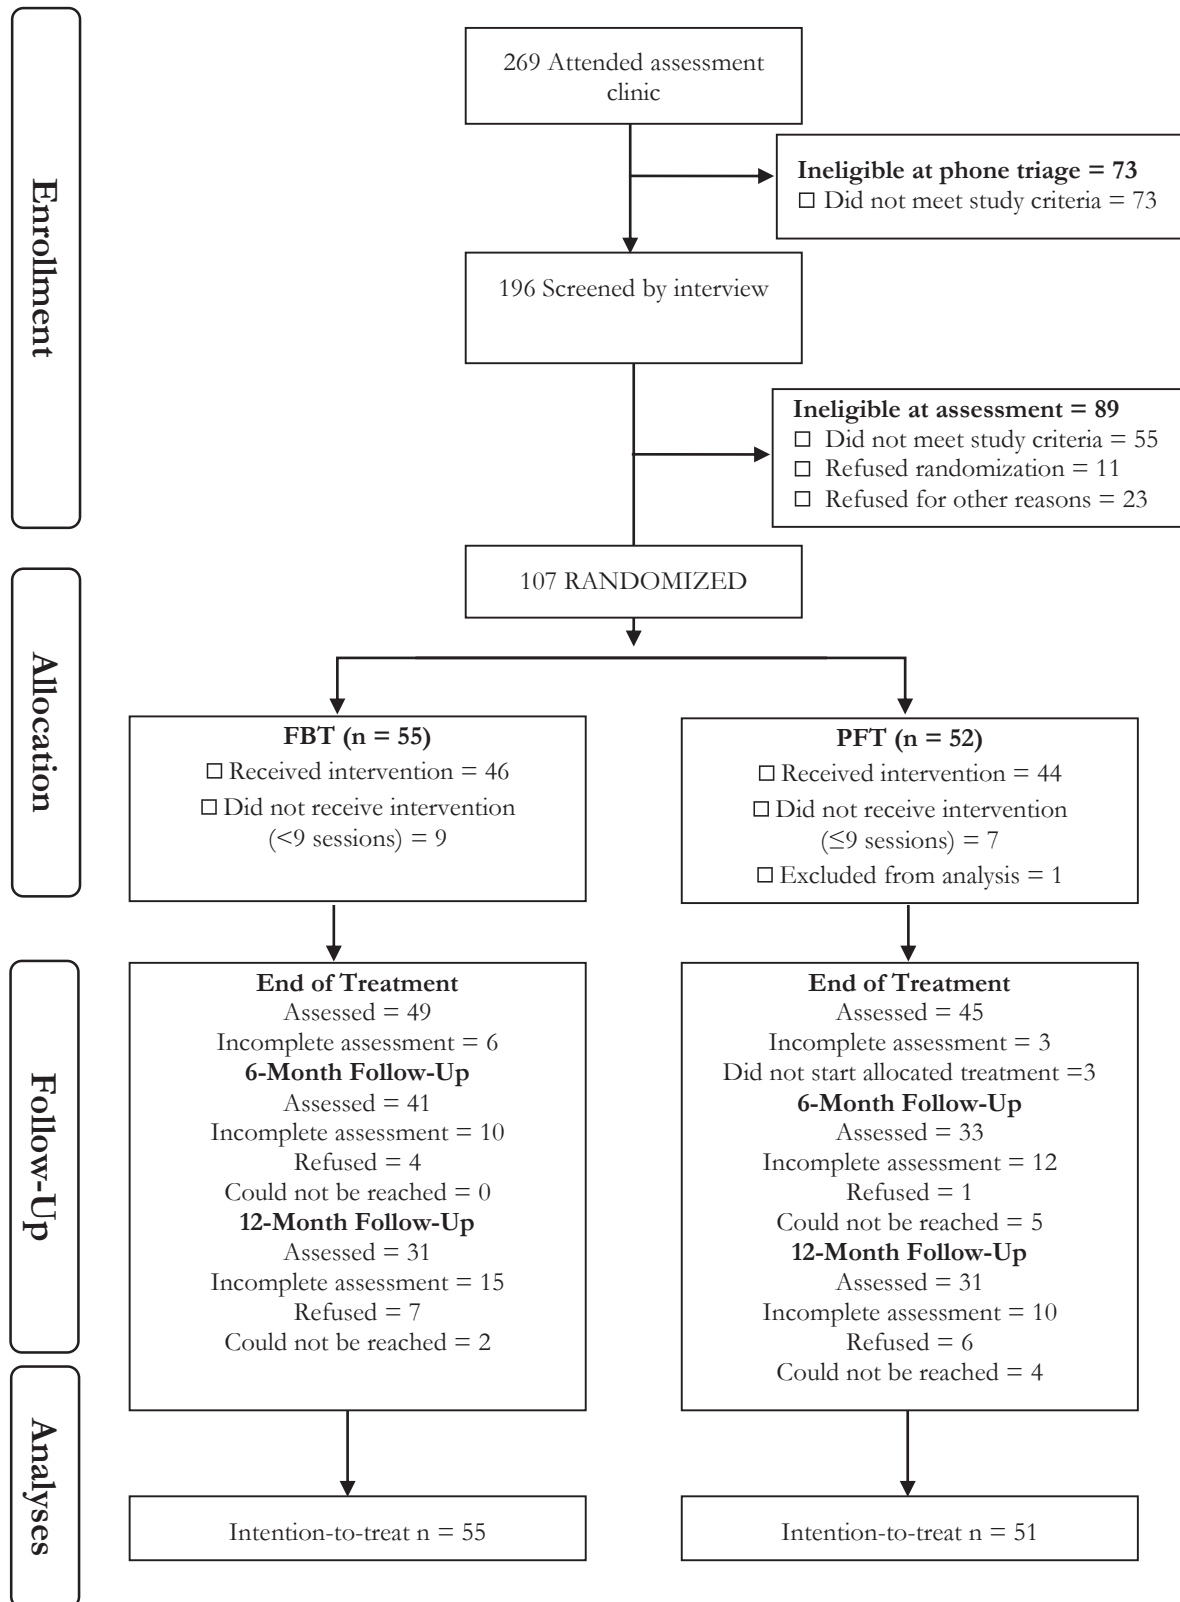 Enrollment
269 Attended assessment
clinic
Ineligible at phone triage = 73
☐ Did not meet study criteria = 73
196 Screened by interview
Ineligible at assessment = 89
☐ Did not meet study criteria = 55
☐ Refused randomization = 11
☐ Refused for other reasons = 23
Allocation
107 RANDOMIZED
FBT (n = 55)
☐ Received intervention = 46
☐ Did not receive intervention
(<9 sessions) = 9
PFT (n = 52)
☐ Received intervention = 44
☐ Did not receive intervention
(≤9 sessions) = 7
☐ Excluded from analysis = 1
Follow-Up
End of Treatment
Assessed = 49
Incomplete assessment = 6
6-Month Follow-Up
Assessed = 41
Incomplete assessment = 10
Refused = 4
Could not be reached = 0
12-Month Follow-Up
Assessed = 31
Incomplete assessment = 15
Refused = 7
Could not be reached = 2
End of Treatment
Assessed = 45
Incomplete assessment = 3
Did not start allocated treatment =3
6-Month Follow-Up
Assessed = 33
Incomplete assessment = 12
Refused = 1
Could not be reached = 5
12-Month Follow-Up
Assessed = 31
Incomplete assessment = 10
Refused = 6
Could not be reached = 4
Analyses
Intention-to-treat n = 55
Intention-to-treat n = 51